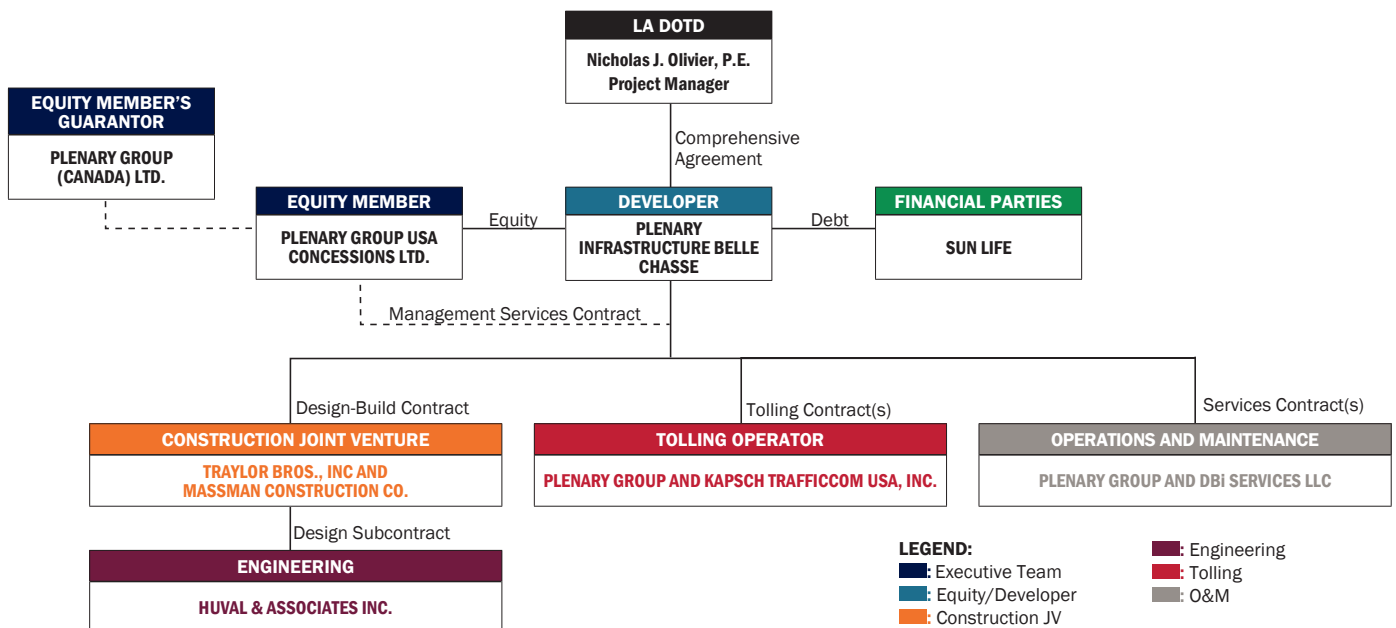 LA DOTD
Nicholas J. Olivier, P.E.
Project Manager
EQUITY MEMBER'S
GUARANTOR
PLENARY GROUP
(CANADA) LTD.
Comprehensive
Agreement
EQUITY MEMBER
PLENARY GROUP USA
CONCESSIONS LTD.
Equity
DEVELOPER
PLENARY
INFRASTRUCTURE BELLE
CHASSE
Debt
FINANCIAL PARTIES
SUN LIFE
Management Services Contract
Design-Build Contract
Tolling Contract(s)
Services Contract(s)
CONSTRUCTION JOINT VENTURE
TRAYLOR BROS., INC AND
MASSMAN CONSTRUCTION CO.
TOLLING OPERATOR
PLENARY GROUP AND KAPSCH TRAFFICCOM USA, INC.
OPERATIONS AND MAINTENANCE
PLENARY GROUP AND DBi SERVICES LLC
Design Subcontract
ENGINEERING
HUVAL & ASSOCIATES INC.
LEGEND:
: Executive Team
: Equity/Developer
: Construction JV
: Engineering
: Tolling
: O&M